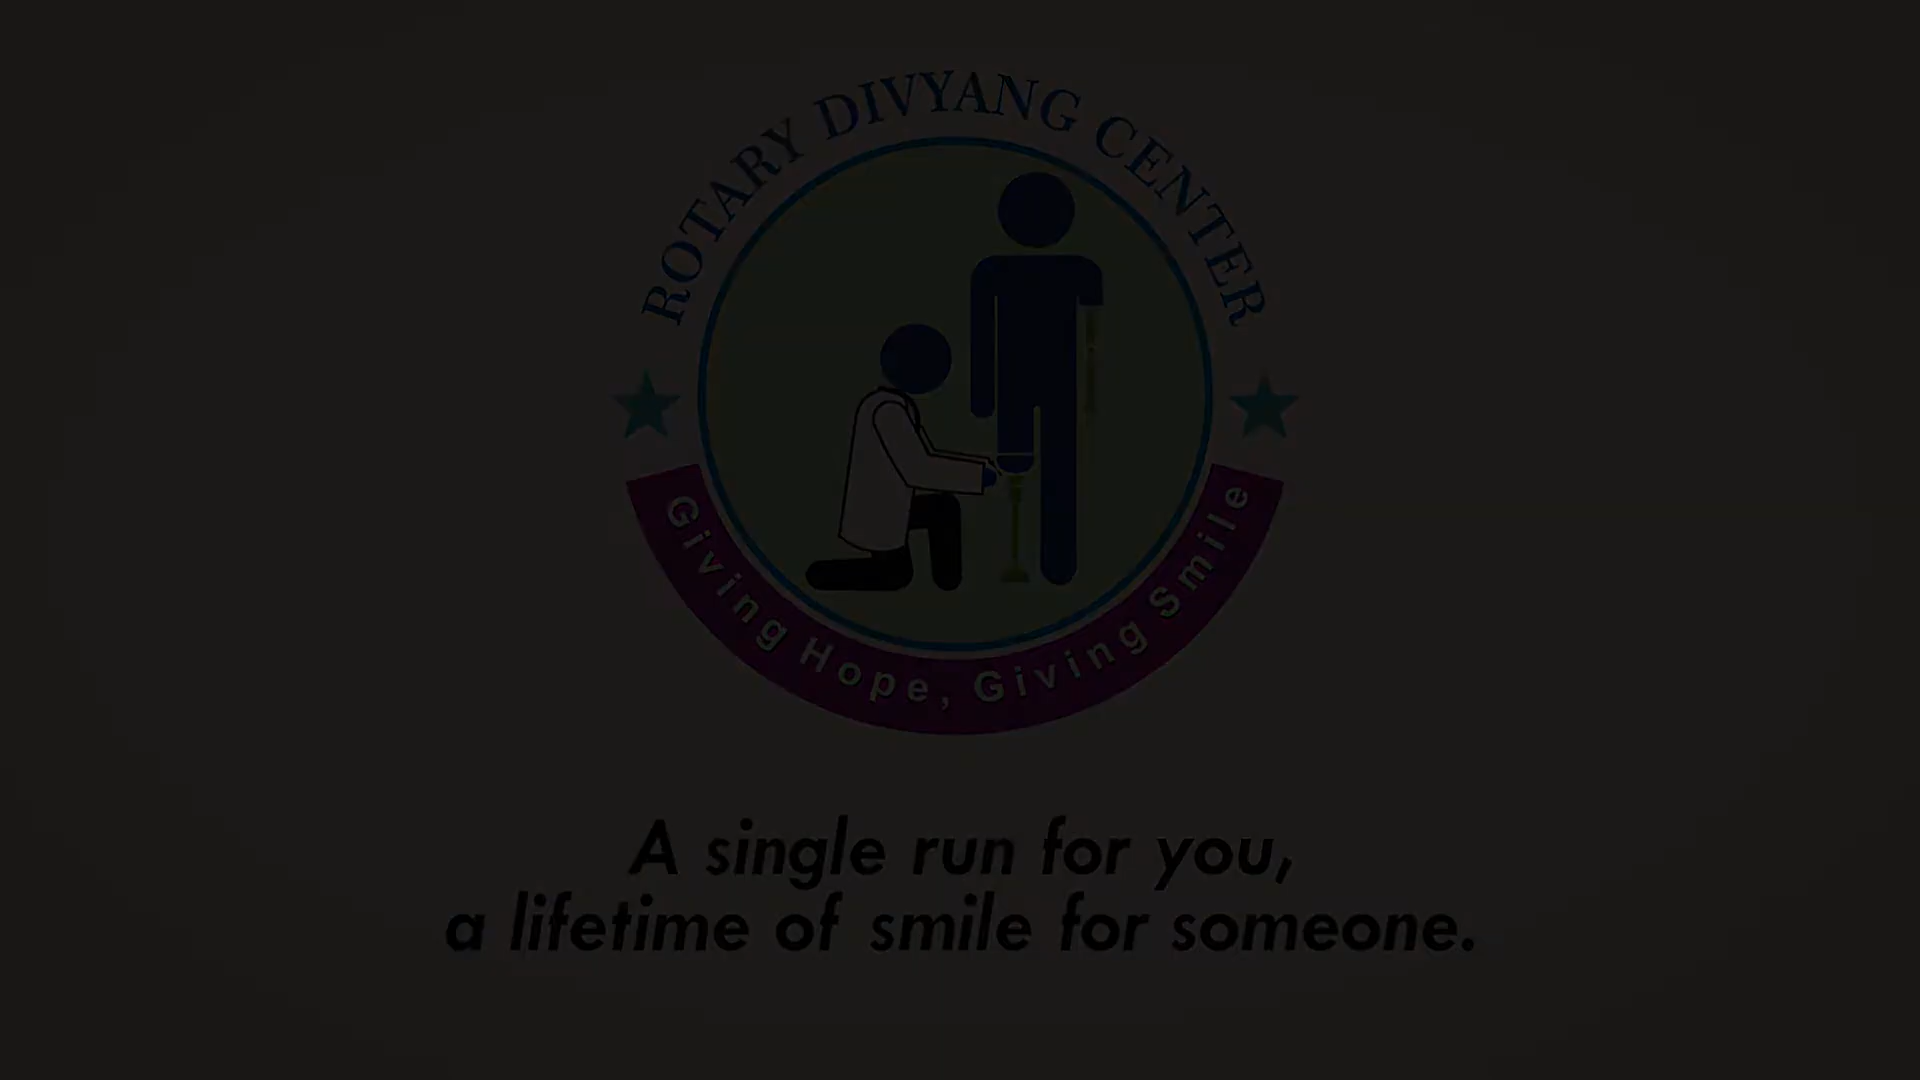 ROTARY DIVYANG CENTER
Giving Hope, Giving Smile
A single run for you,
a lifetime of smile for someone.